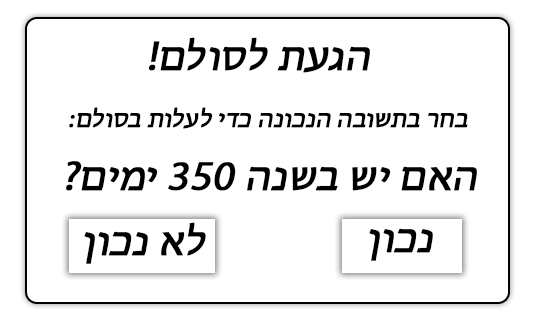 הגעת לסולם!
בחר בתשובה הנכונה כדי לעלות בסולם:
האם יש בשנה 350 ימים?
נכון
לא נכון